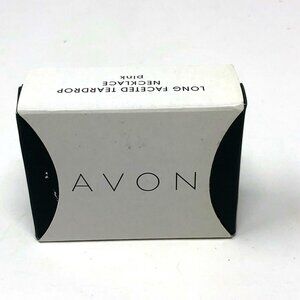 LONG FACETED TEARDROP
NECKLACE
pink
AVON